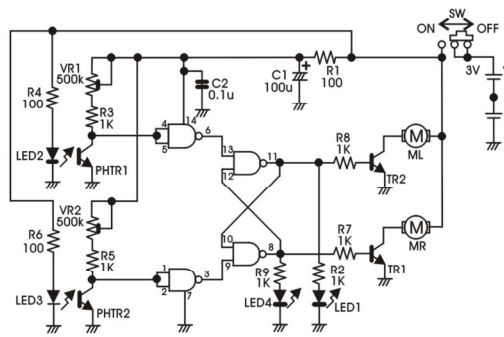 SW
ON
OFF
3V
R4
100
VR1
500k
R3
1K
LED2
PHTR1
4
5
14
6
C2
0.1u
C1
100u
+
R1
100
13
12
11
R8
1K
M
ML
TR2
VR2
500k
R6
100
R5
1K
LED3
PHTR2
1
2
3
7
10
9
8
R7
1K
M
MR
TR1
R9
1K
R2
1K
LED4
LED1